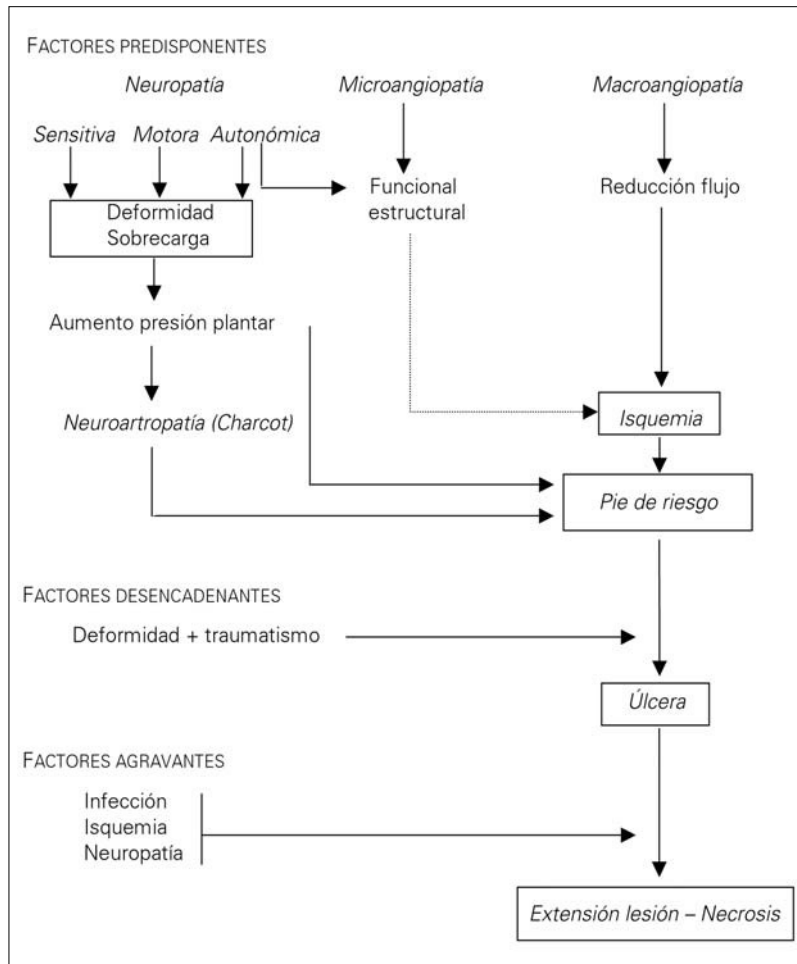 FACTORES PREDISPONENTES
Neuropatía Microangiopatía Macroangiopatía
Sensitiva Motora Autonómica
Funcional
estructural
Reducción flujo
Deformidad
Sobrecarga
Aumento presión plantar
Neuroartropatía (Charcot)
Isquemia
Pie de riesgo
FACTORES DESENCADENANTES
Deformidad + traumatismo
Úlcera
FACTORES AGRAVANTES
Infección
Isquemia
Neuropatía
Extensión lesión – Necrosis